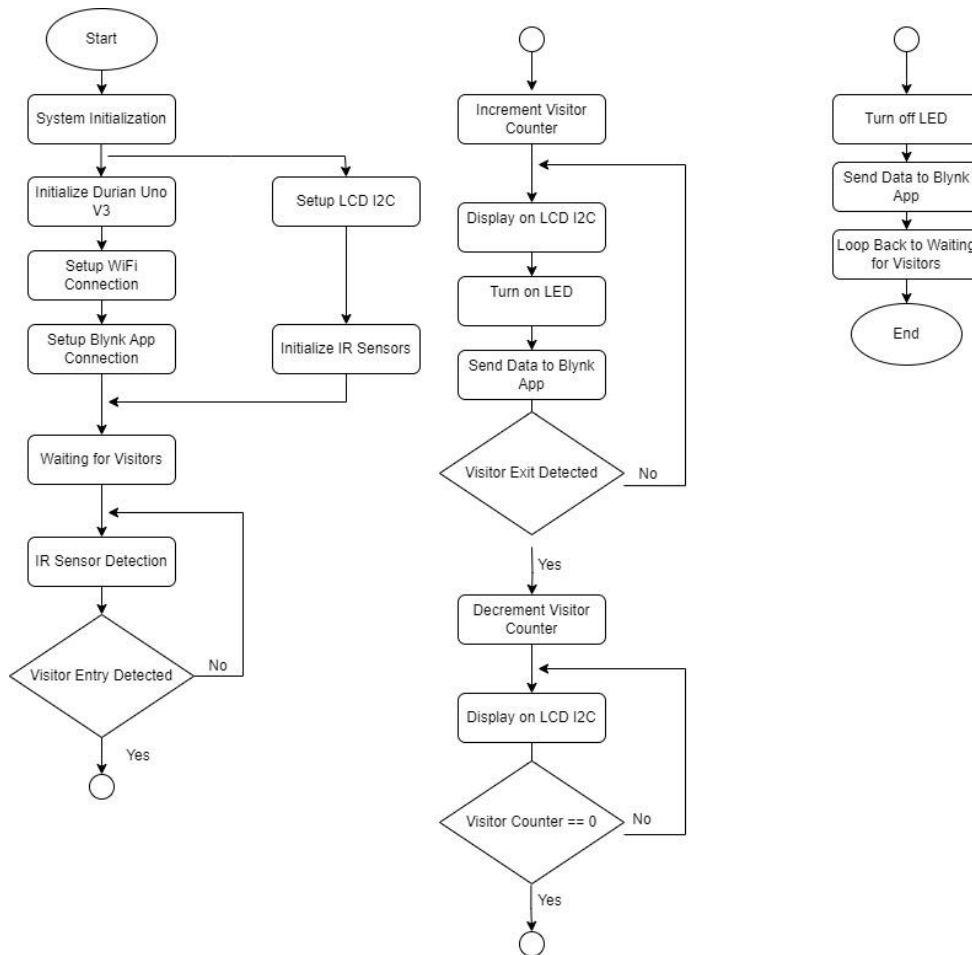 Start
System Initialization
Initialize Durian Uno
V3
Setup LCD I2C
Setup WiFi
Connection
Setup Blynk App
Connection
Initialize IR Sensors
Waiting for Visitors
IR Sensor Detection
Visitor Entry Detected
No
Yes
Increment Visitor
Counter
Display on LCD I2C
Turn on LED
Send Data to Blynk
App
Visitor Exit Detected
No
Yes
Decrement Visitor
Counter
Display on LCD I2C
Visitor Counter == 0
No
Yes
Turn off LED
Send Data to Blynk
App
Loop Back to Waiting
for Visitors
End